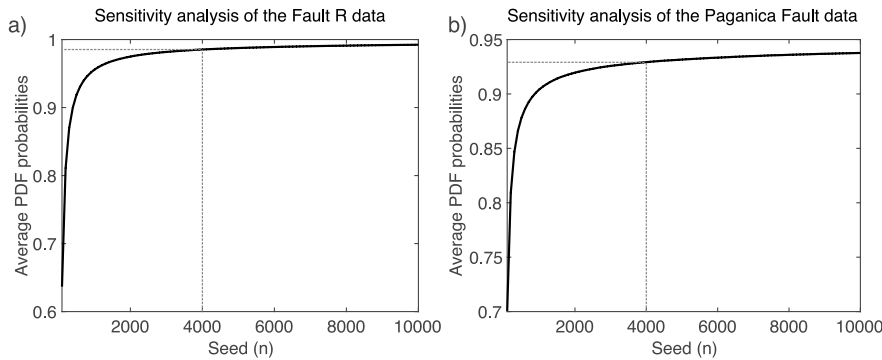 a)
Sensitivity analysis of the Fault R data
Average PDF probabilities
1
0.9
0.8
0.7
0.6
2000 4000 6000 8000 10000
Seed (n)
b)
Sensitivity analysis of the Paganica Fault data
Average PDF probabilities
0.95
0.9
0.85
0.8
0.75
0.7
2000 4000 6000 8000 10000
Seed (n)